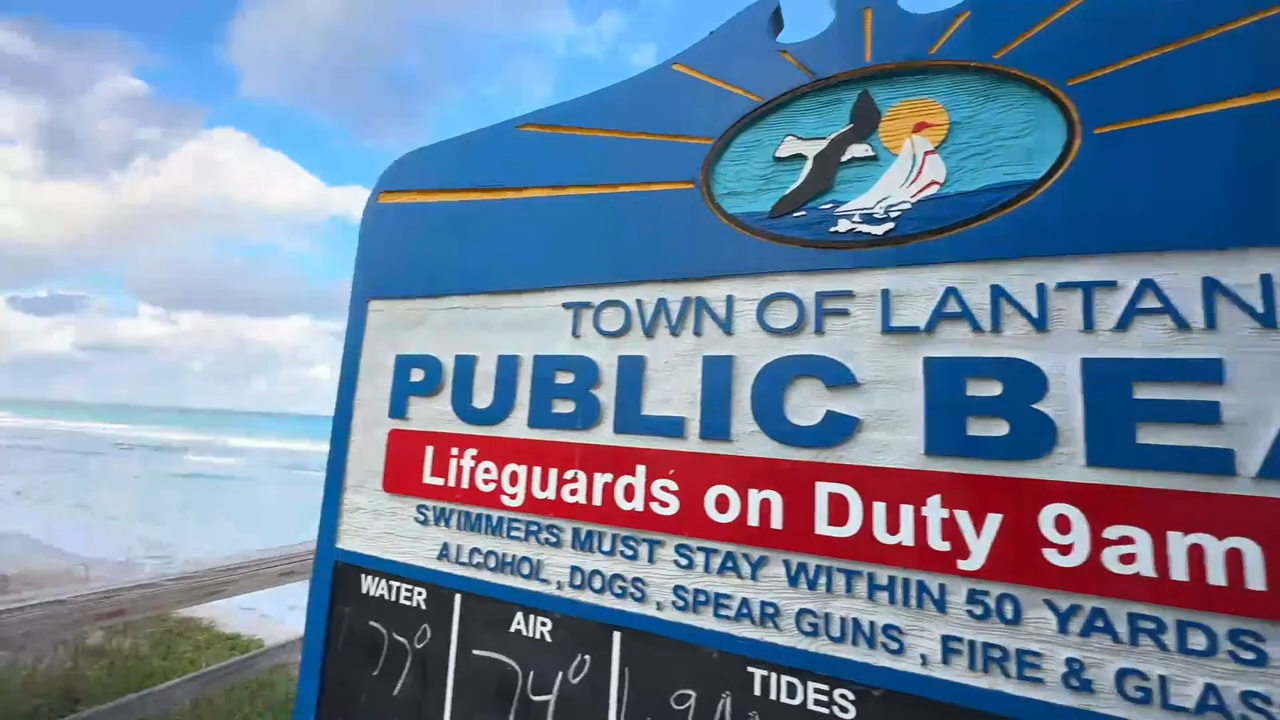 TOWN OF LANTAN
PUBLIC BEA
Lifeguards on Duty 9am
SWIMMERS MUST STAY WITHIN 50 YARDS
ALCOHOL, DOGS, SPEAR GUNS, FIRE & GLAS
WATER AIR TIDES
77° 74°